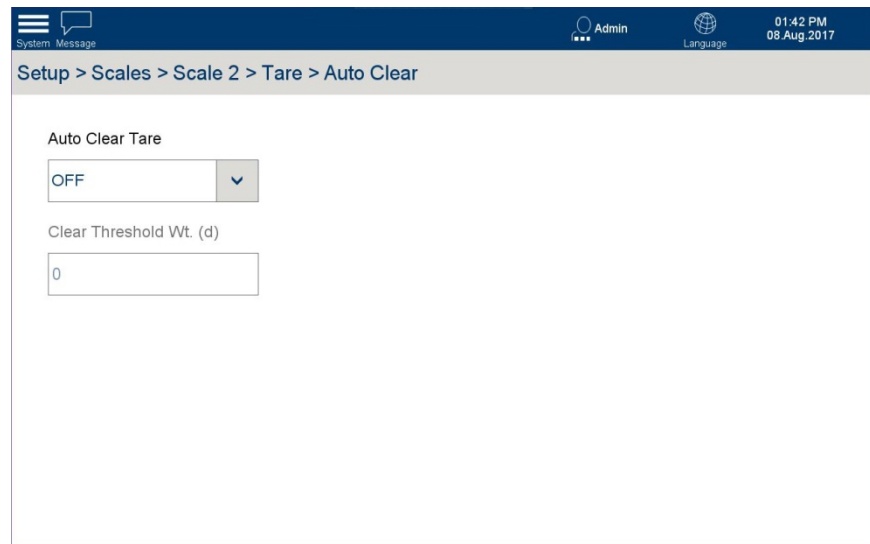 System Message
Admin
Language
01:42 PM
08.Aug.2017
Setup > Scales > Scale 2 > Tare > Auto Clear
Auto Clear Tare
OFF
Clear Threshold Wt. (d)
0